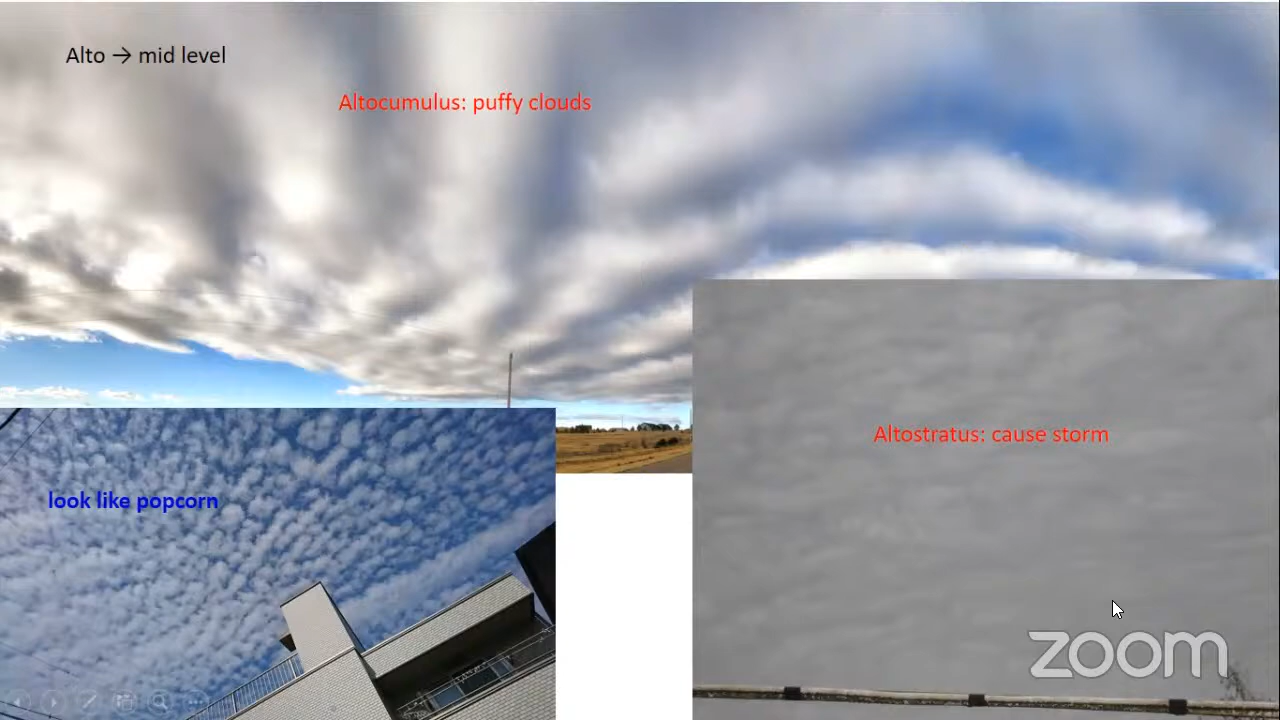 Alto → mid level
Altocumulus: puffy clouds
Altostratus: cause storm
look like popcorn
zoom